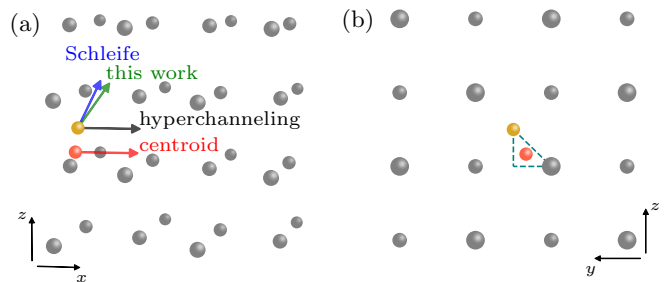 (a)
(b)
Schleife
this work
hyperchanneling
centroid
z
x
z
y